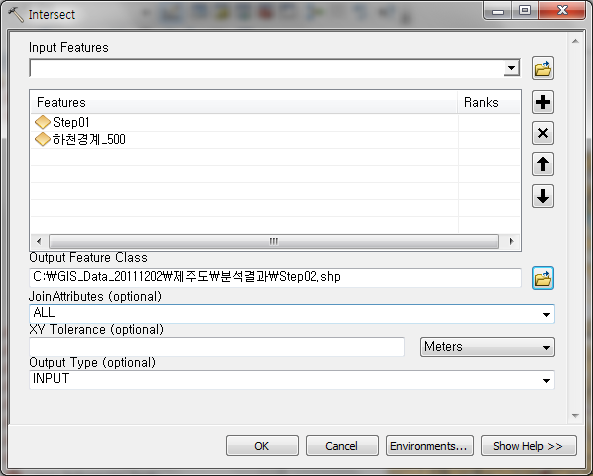 Intersect
Input Features
Features Ranks
Step01
하천경계_500
Output Feature Class
C:₩GIS_Data_20111202₩제주도₩분석결과₩Step02.shp
JoinAttributes (optional)
ALL
XY Tolerance (optional)
Meters
Output Type (optional)
INPUT
OK Cancel Environments... Show Help >>